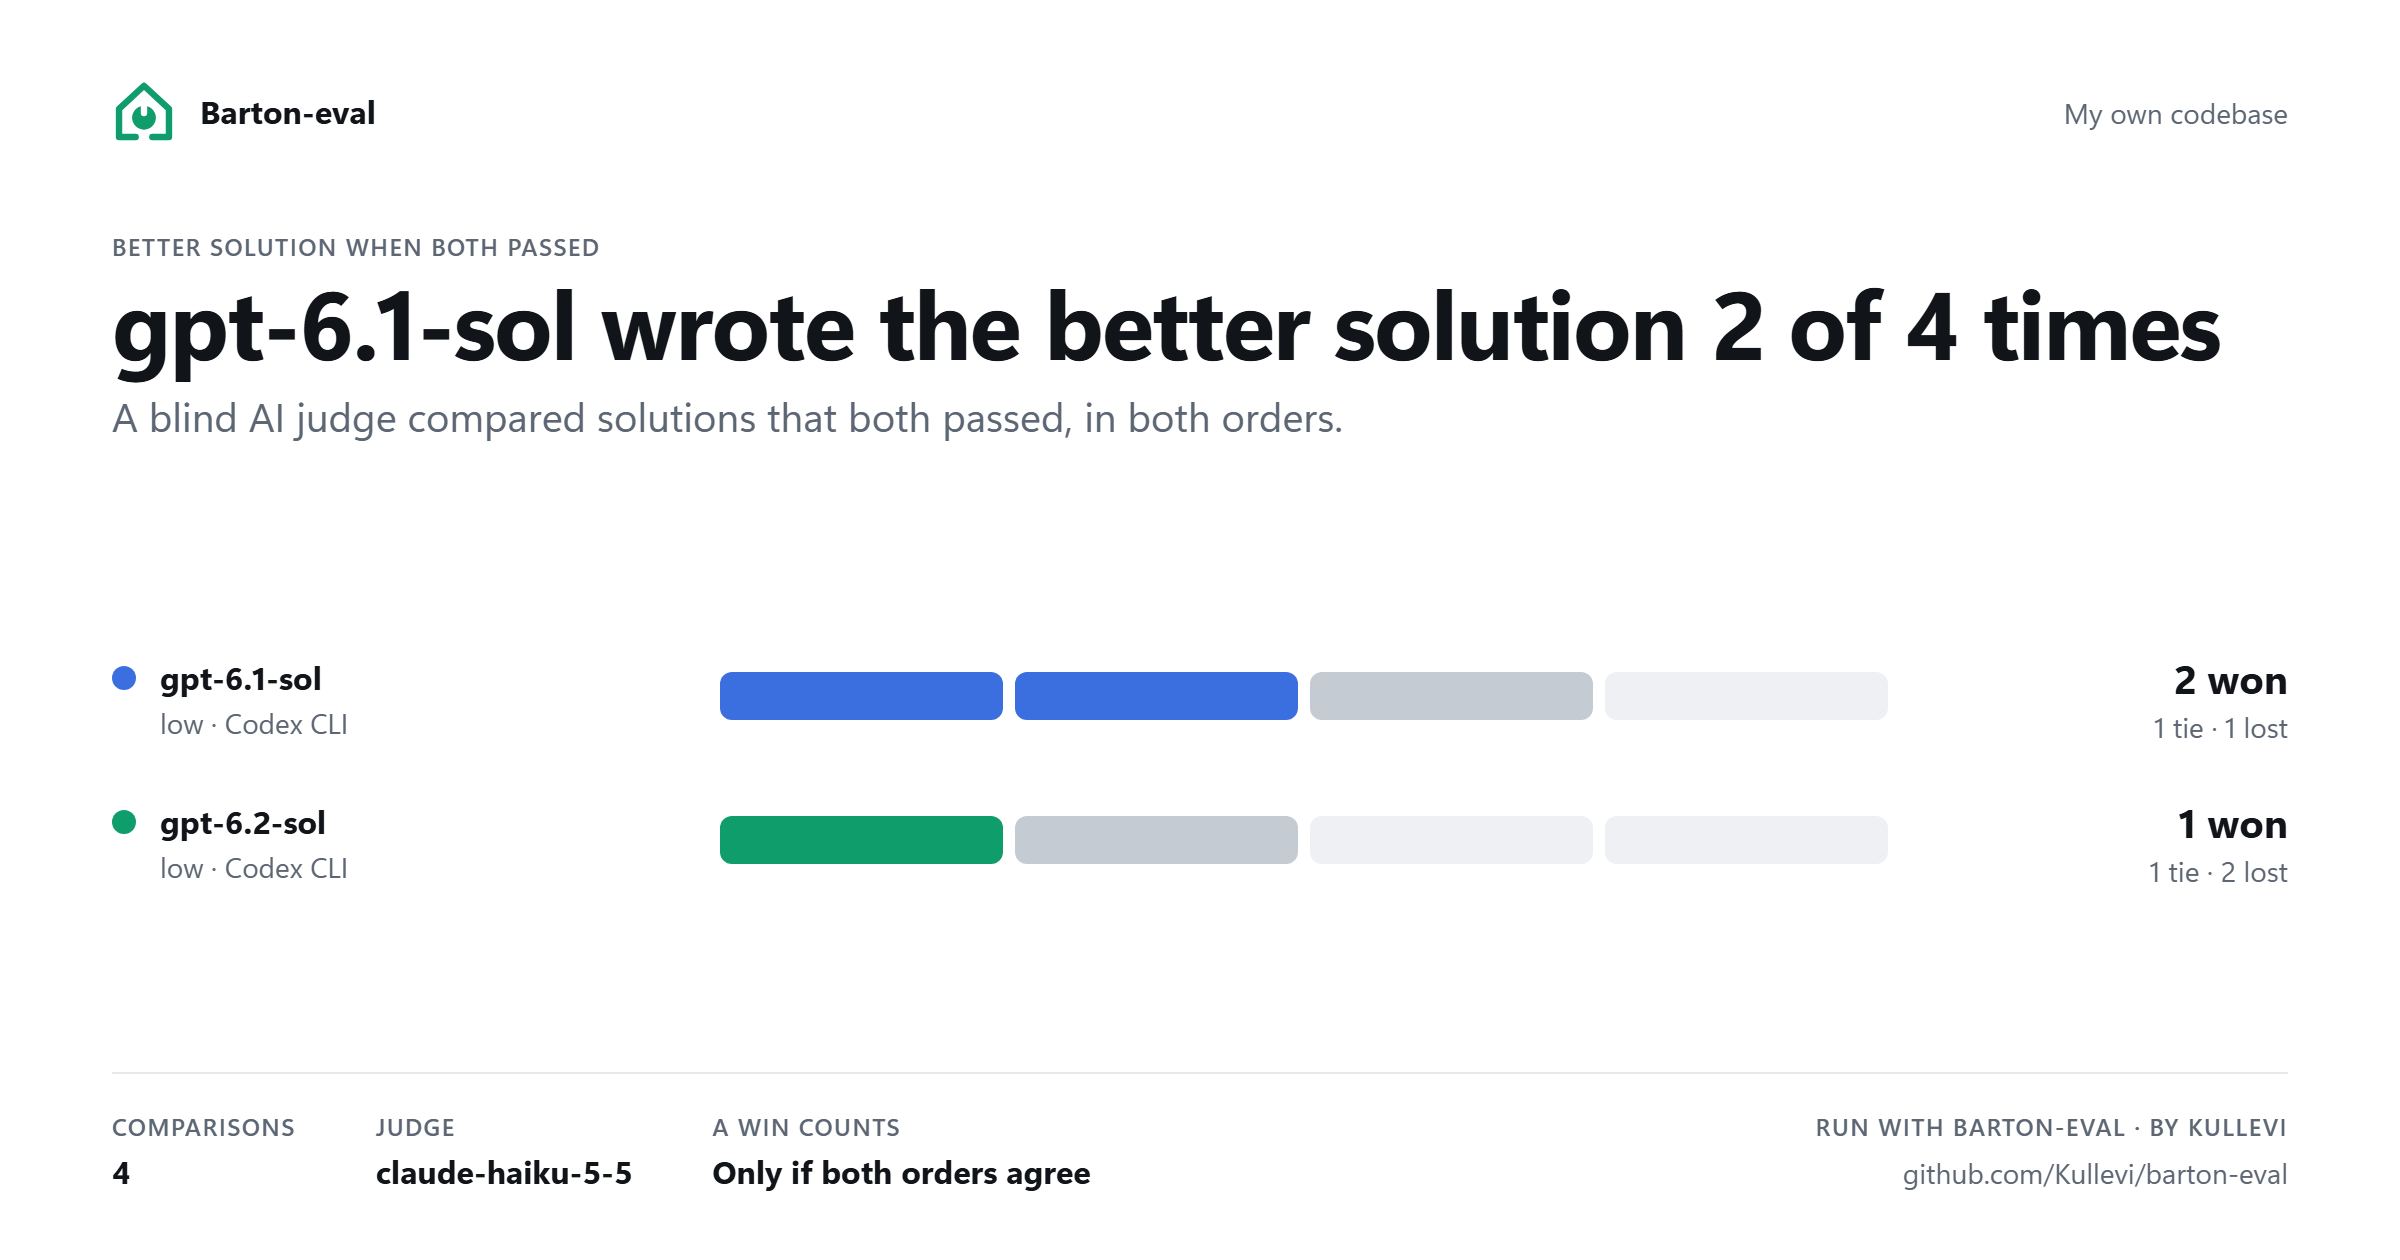 Barton-eval
My own codebase
BETTER SOLUTION WHEN BOTH PASSED
gpt-6.1-sol wrote the better solution 2 of 4 times
A blind AI judge compared solutions that both passed, in both orders.
gpt-6.1-sol
low · Codex CLI
2 won
1 tie · 1 lost
gpt-6.2-sol
low · Codex CLI
1 won
1 tie · 2 lost
COMPARISONS
4
JUDGE
claude-haiku-5-5
A WIN COUNTS
Only if both orders agree
RUN WITH BARTON-EVAL · BY KULLEVI
github.com/Kullevi/barton-eval